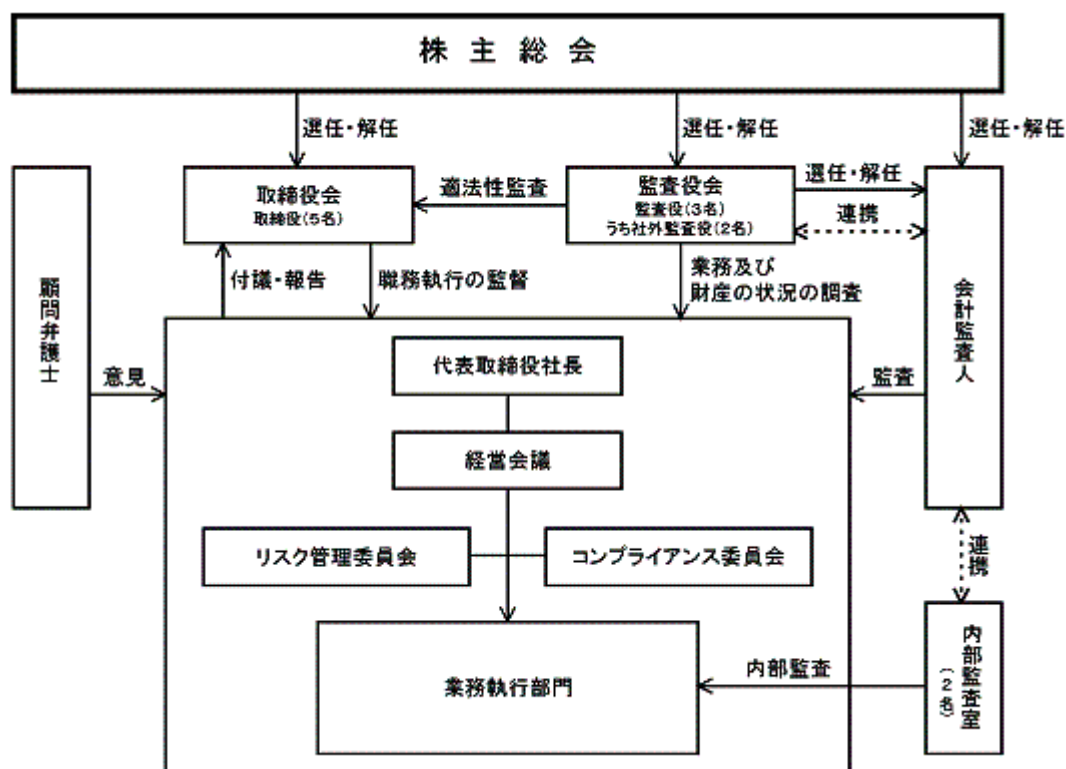 株主総会
選任・解任
選任・解任
選任・解任
取締役会
取締役(5名)
適法性監査
監査役会
監査役(3名)
うち社外監査役(2名)
選任・解任
連携
会計監査人
付議・報告
職務執行の監督
業務及び
財産の状況の調査
顧問弁護士
意見
代表取締役社長
監査
経営会議
リスク管理委員会
コンプライアンス委員会
連携
業務執行部門
内部監査
内部監査室
(2名)